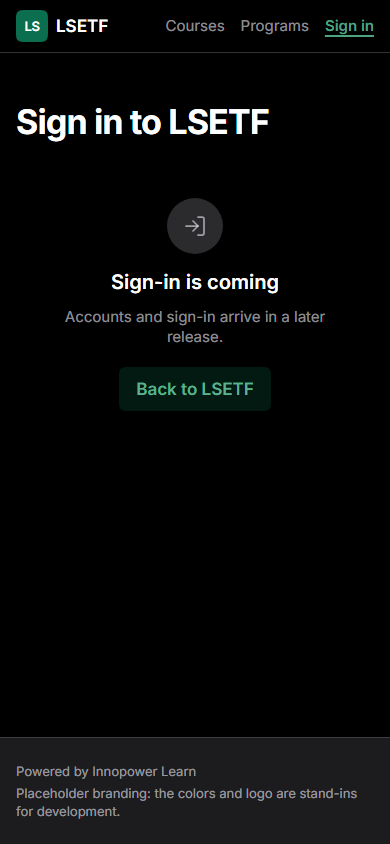 LS LSETF Courses Programs Sign in
Sign in to LSETF
Sign-in is coming
Accounts and sign-in arrive in a later
release.
Back to LSETF
Powered by Innopower Learn
Placeholder branding: the colors and logo are stand-ins
for development.